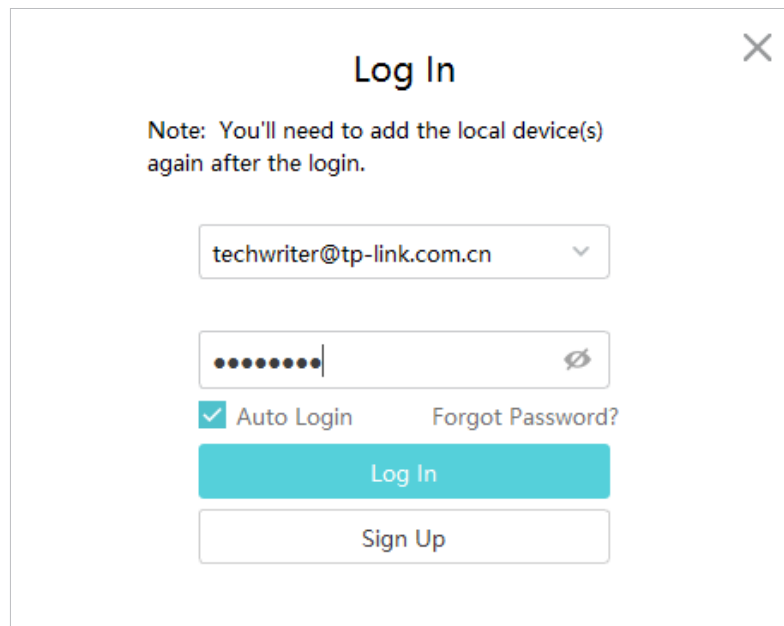 Log In
Note:  You'll need to add the local device(s)
again after the login.
techwriter@tp-link.com.cn
●●●●●●●●
Auto Login
Forgot Password?
Log In
Sign Up